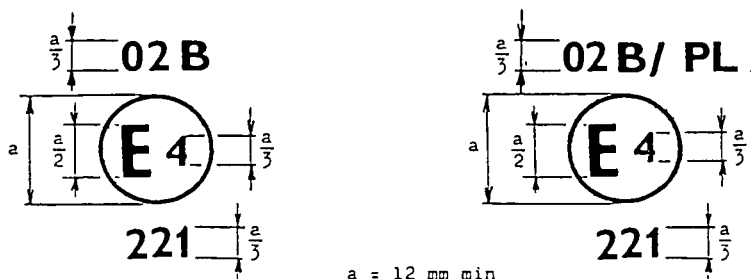 a/3 02 B
a/3 02 B/ PL
a a/2 E 4 a/3
a a/2 E 4 a/3
221 a/3
221 a/3
a = 12 mm min